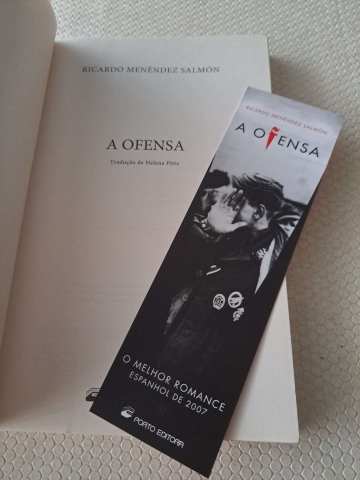 RICARDO MENÉNDEZ SALMÓN
A OFENSA
Tradução de Helena Pitta
RICARDO MENÉNDEZ SALMÓN
A OFENSA
O MELHOR ROMANCE
ESPANHOL DE 2007
PORTO EDITORA